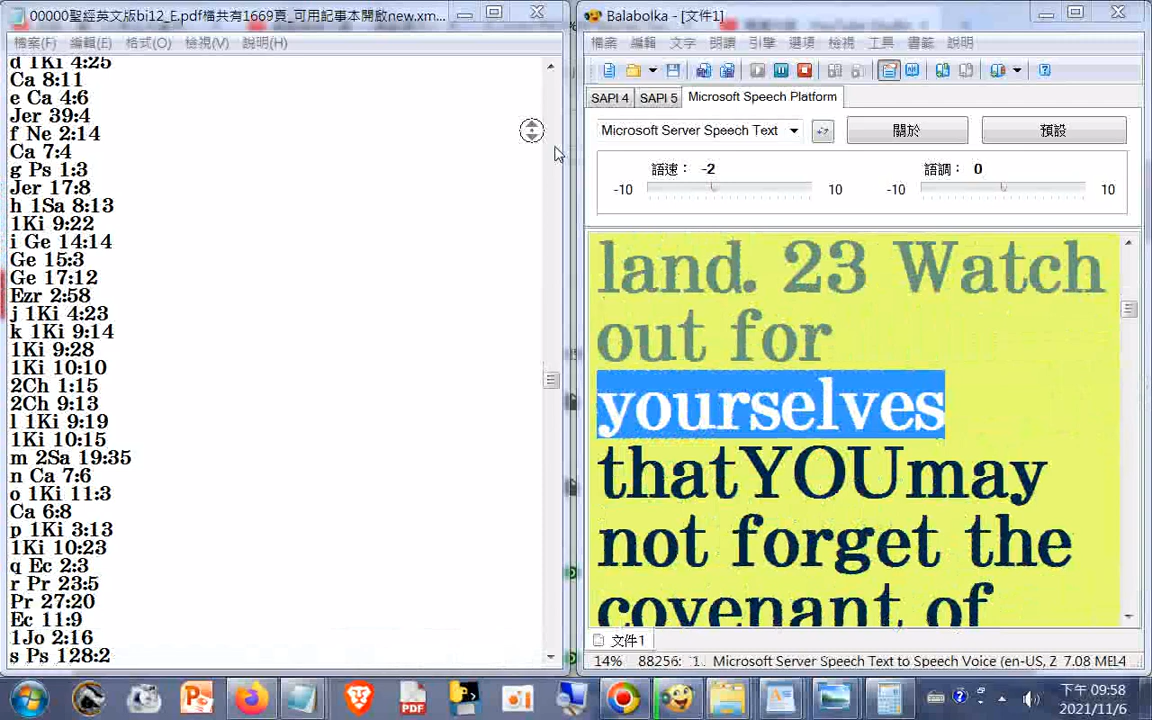 00000聖經英文版bi12_E.pdf檔共有1669頁_可用記事本開啟new.xm...
檔案(F) 編輯(E) 格式(O) 檢視(V) 說明(H)
d 1Ki 4:25
Ca 8:11
e Ca 4:6
Jer 39:4
f Ne 2:14
Ca 7:4
g Ps 1:3
Jer 17:8
h 1Sa 8:13
1Ki 9:22
i Ge 14:14
Ge 15:3
Ge 17:12
Ezr 2:58
j 1Ki 4:23
k 1Ki 9:14
1Ki 9:28
1Ki 10:10
2Ch 1:15
2Ch 9:13
l 1Ki 9:19
1Ki 10:15
m 2Sa 19:35
n Ca 7:6
o 1Ki 11:3
Ca 6:8
p 1Ki 3:13
1Ki 10:23
q Ec 2:3
r Pr 23:5
Pr 27:20
Ec 11:9
1Jo 2:16
s Ps 128:2
Balabolka - [文件1]
檔案 編輯 文字 朗讀 引擎 選項 檢視 工具 書籤 說明
SAPI 4 SAPI 5 Microsoft Speech Platform
Microsoft Server Speech Text 關於 預設
語速： -2 語調： 0
-10 10 -10 10
land. 23 Watch
out for
yourselves
thatYOUmay
not forget the
covenant of
文件1
14% 88256: 1. Microsoft Server Speech Text to Speech Voice (en-US, 2 7.08 ME14
PDF
下午 09:58
2021/11/6